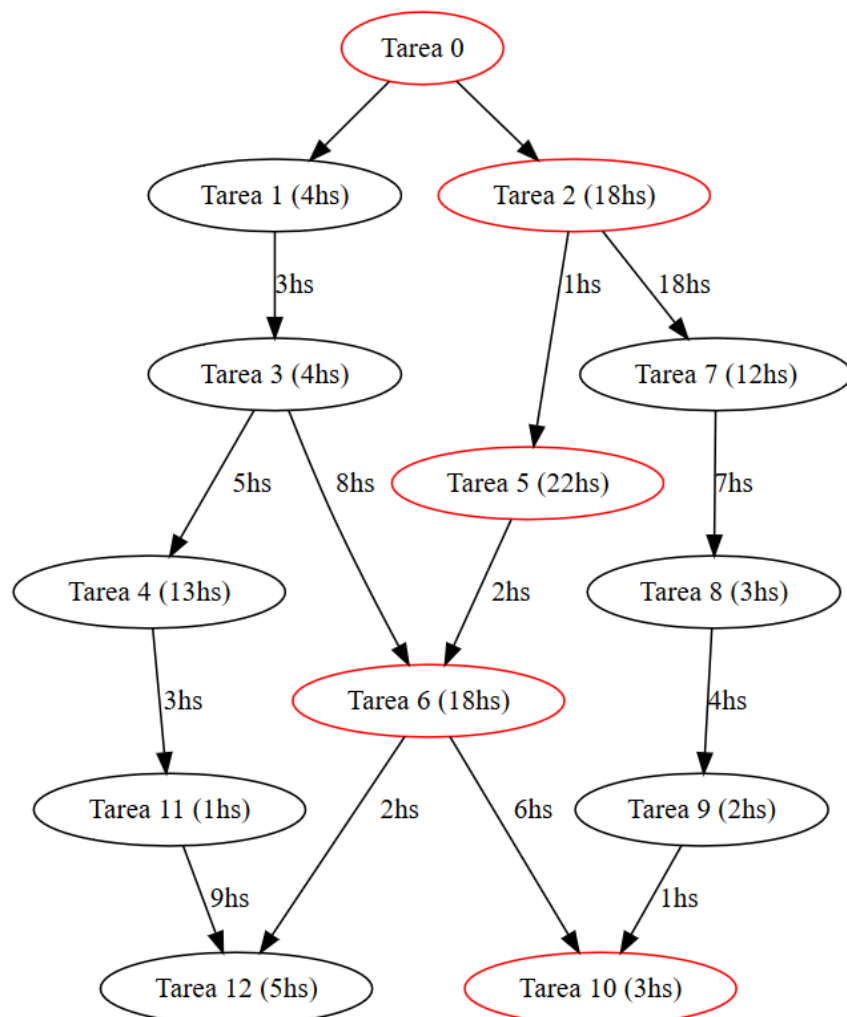 Tarea 0
Tarea 1 (4hs)
Tarea 2 (18hs)
3hs
1hs
18hs
Tarea 3 (4hs)
Tarea 7 (12hs)
5hs
8hs
Tarea 5 (22hs)
7hs
Tarea 4 (13hs)
2hs
Tarea 8 (3hs)
3hs
Tarea 6 (18hs)
4hs
Tarea 11 (1hs)
2hs
6hs
Tarea 9 (2hs)
9hs
1hs
Tarea 12 (5hs)
Tarea 10 (3hs)